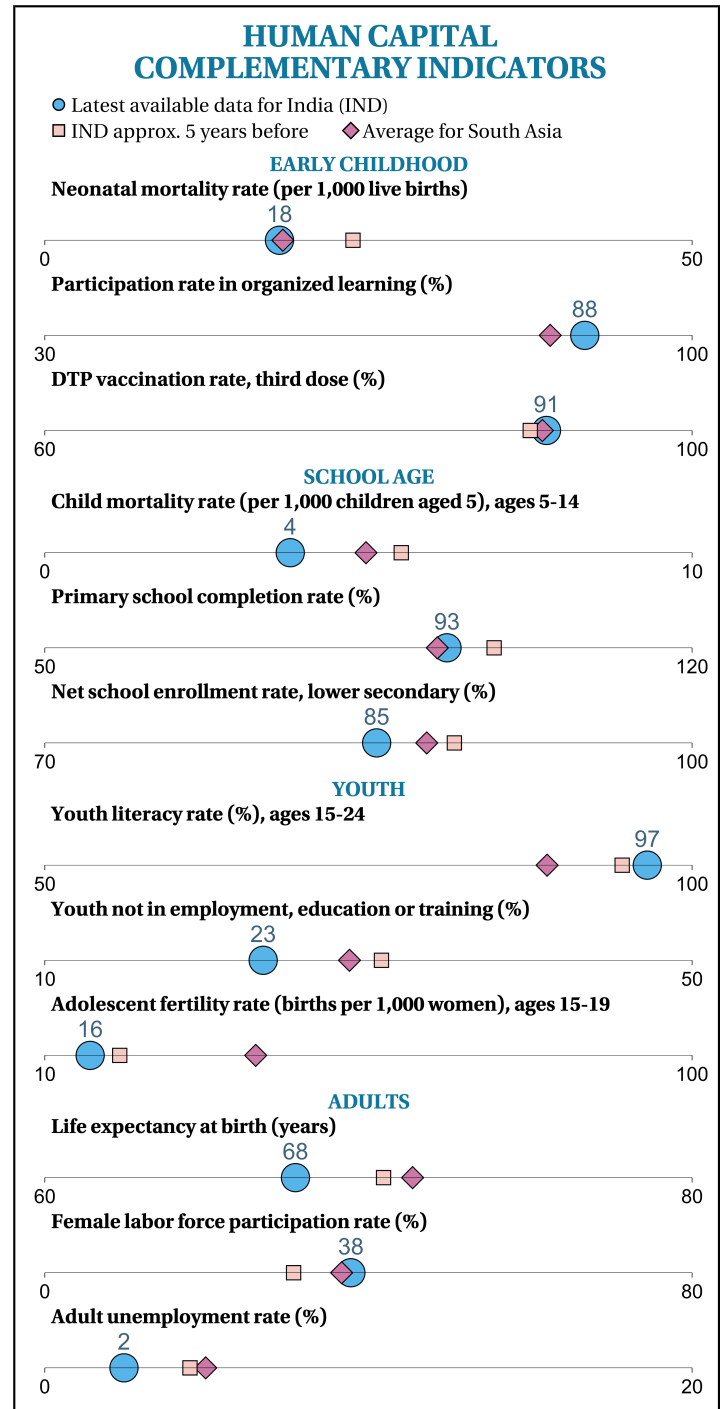 HUMAN CAPITAL
COMPLEMENTARY INDICATORS
Latest available data for India (IND)
IND approx. 5 years before Average for South Asia
EARLY CHILDHOOD
Neonatal mortality rate (per 1,000 live births)
18
0 50
Participation rate in organized learning (%)
88
30 100
DTP vaccination rate, third dose (%)
91
60 100
SCHOOL AGE
Child mortality rate (per 1,000 children aged 5), ages 5-14
4
0 10
Primary school completion rate (%)
93
50 120
Net school enrollment rate, lower secondary (%)
85
70 100
YOUTH
Youth literacy rate (%), ages 15-24
97
50 100
Youth not in employment, education or training (%)
23
10 50
Adolescent fertility rate (births per 1,000 women), ages 15-19
16
10 100
ADULTS
Life expectancy at birth (years)
68
60 80
Female labor force participation rate (%)
38
0 80
Adult unemployment rate (%)
2
0 20